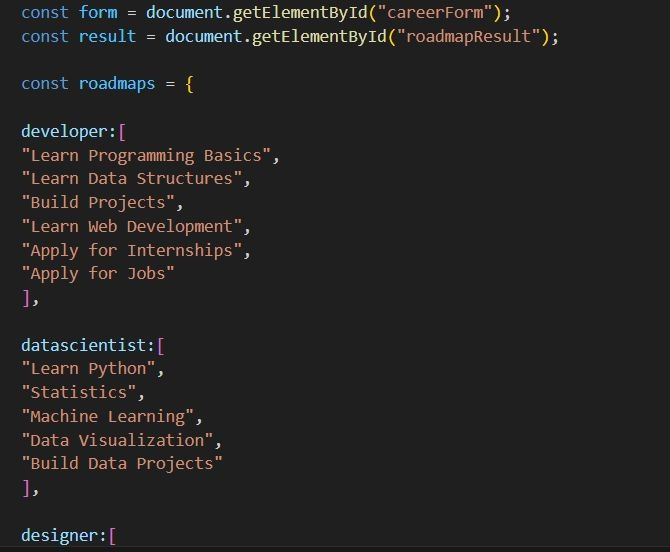 const form = document.getElementById("careerForm");
const result = document.getElementById("roadmapResult");
const roadmaps = {
developer:[
"Learn Programming Basics",
"Learn Data Structures",
"Build Projects",
"Learn Web Development",
"Apply for Internships",
"Apply for Jobs"
],
datascientist:[
"Learn Python",
"Statistics",
"Machine Learning",
"Data Visualization",
"Build Data Projects"
],
designer:[